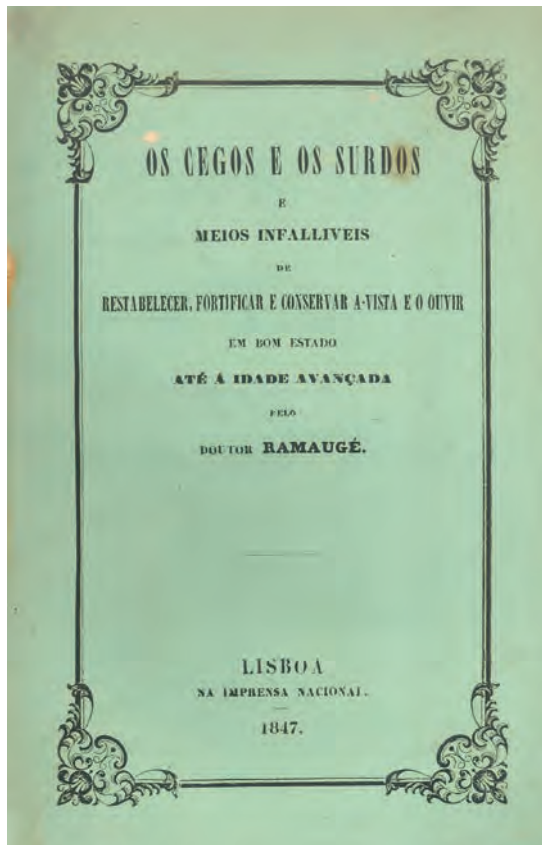 OS CEGOS E OS SURDOS
E
MEIOS INFALLIVEIS
DE
RESTABELECER, FORTIFICAR E CONSERVAR A-VISTA E O OUVIR
EM BOM ESTADO
ATÉ Á IDADE AVANÇADA
PELO
DOUTOR RAMAUGÉ.
LISBOA
NA IMPRENSA NACIONAL.
1847.